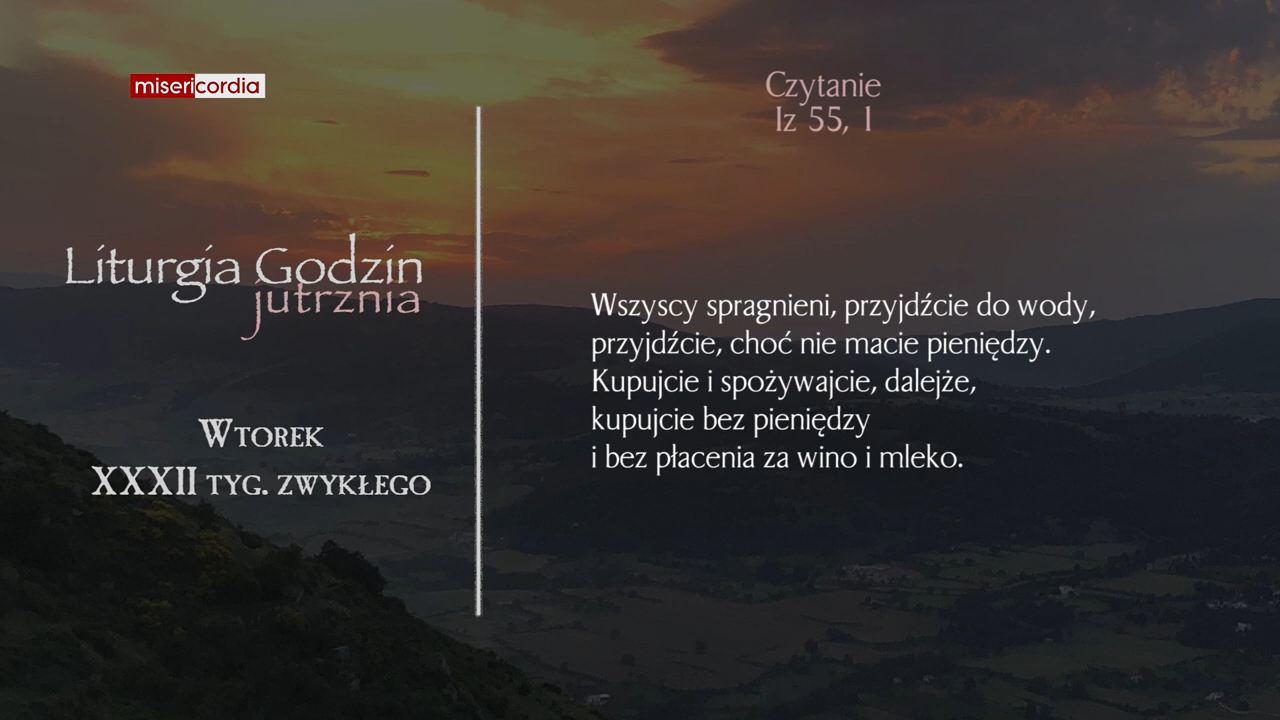 misericordia
Liturgia Godzin
jutrznia
Wtorek
XXXII tyg. zwykłego
Czytanie
Iz 55, 1
Wszyscy spragnieni, przyjdźcie do wody,
przyjdźcie, choć nie macie pieniędzy.
Kupujcie i spożywajcie, dalejże,
kupujcie bez pieniędzy
i bez płacenia za wino i mleko.